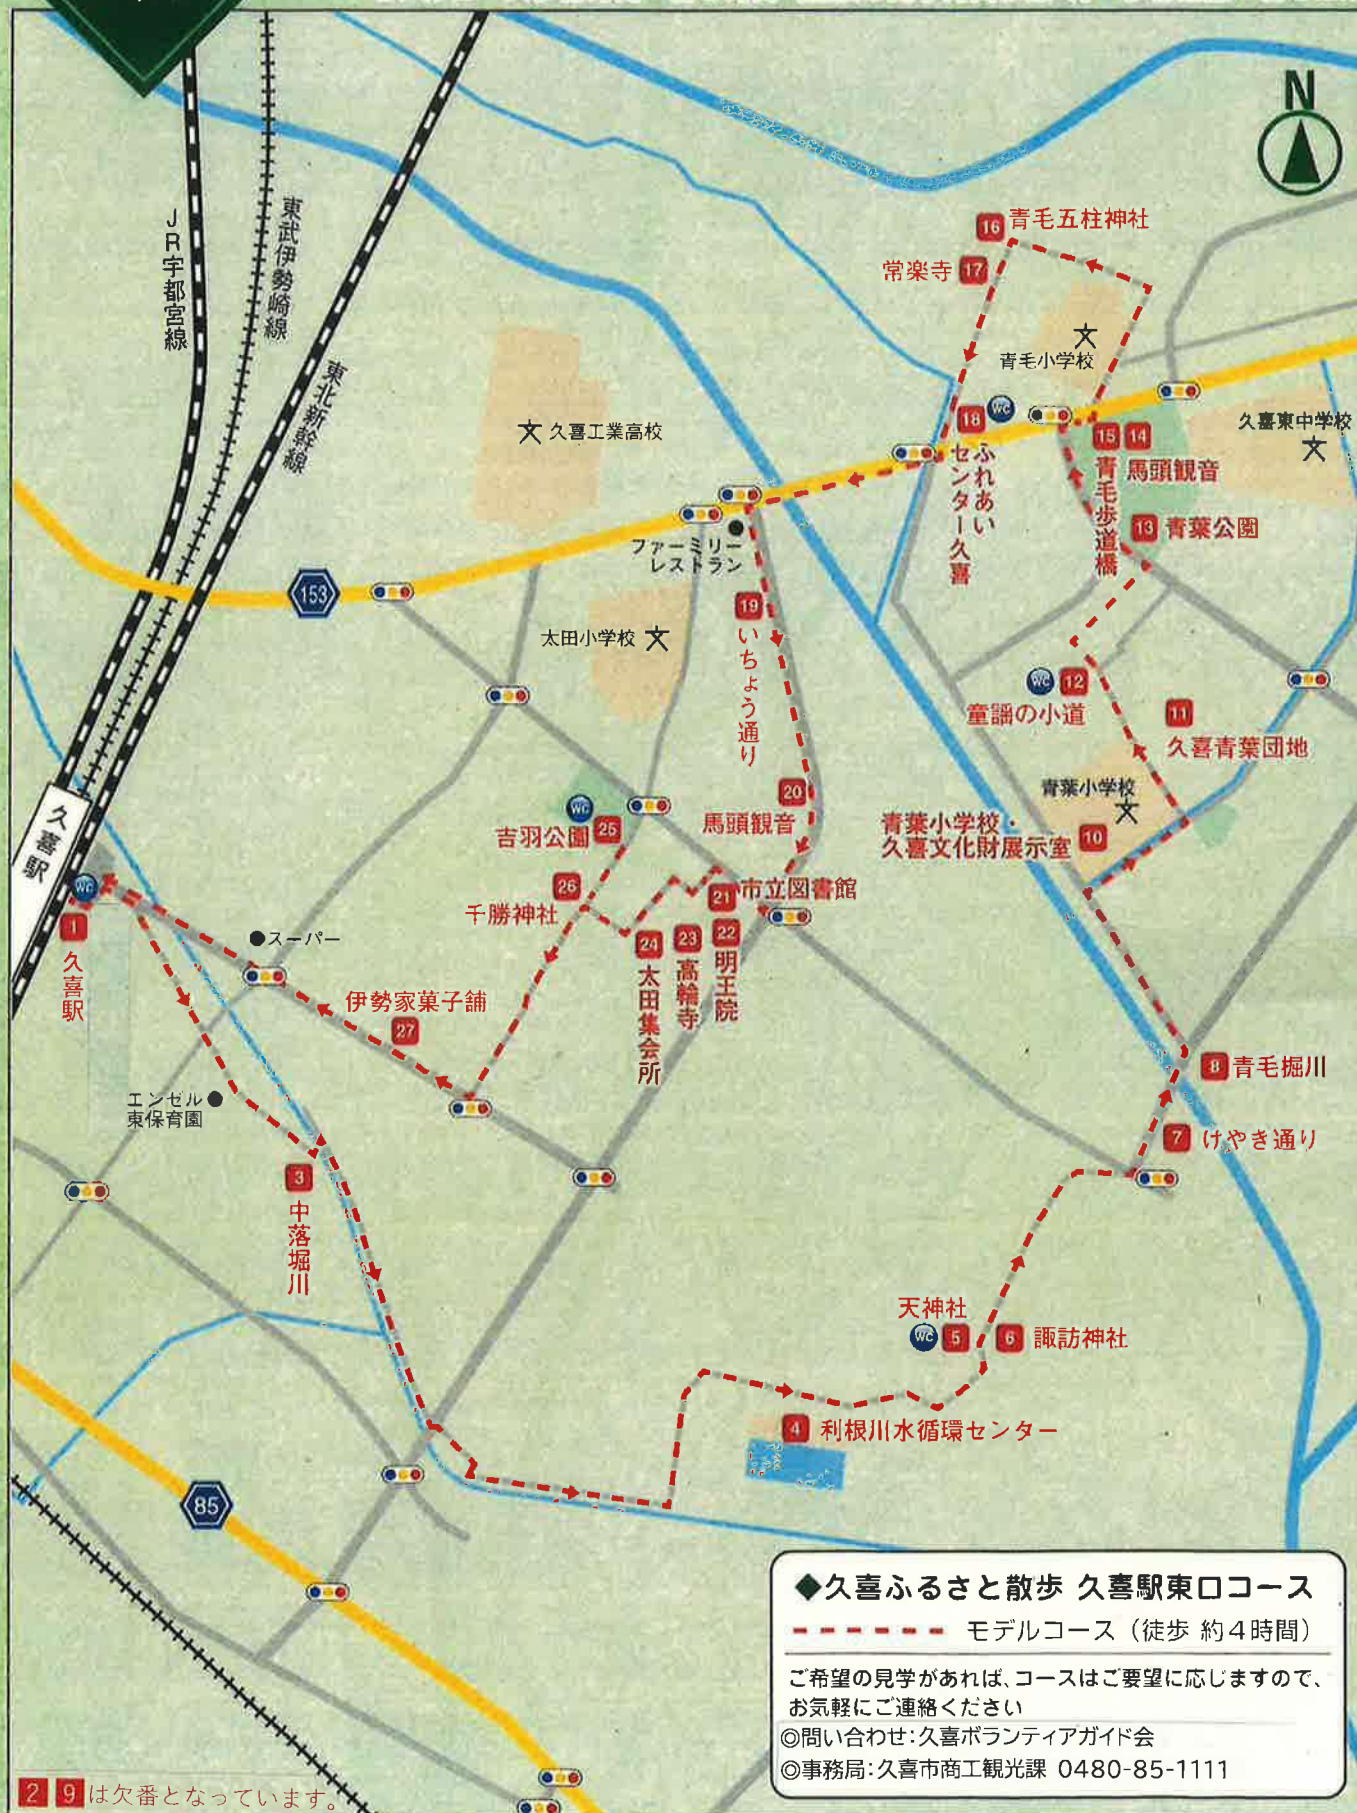 N
JR宇都宮線
東武伊勢崎線
東北新幹線
16 青毛五柱神社
常楽寺 17
文
青毛小学校
久喜東中学校
文
文 久喜工業高校
18 WC
ふれあい
センター久喜
15 14
馬頭観音
青毛歩道橋
13 青葉公園
ファーミリー
レストラン
153
19
いちょう通り
太田小学校 文
WC 12
童謡の小道
11
久喜青葉団地
青葉小学校
文
青葉小学校・
久喜文化財展示室 10
20
馬頭観音
WC
吉羽公園 25
26
千勝神社
21 市立図書館
22
明王院
23
高輪寺
24
太田集会所
久喜駅
WC
1
久喜駅
スーパー
伊勢家菓子舗
27
エンゼル
東保育園
3
中落堀川
8 青毛掘川
7 けやき通り
天神社
WC 5
6 諏訪神社
4 利根川水循環センター
85
◆久喜ふるさと散歩 久喜駅東口コース
モデルコース(徒歩 約4時間)
ご希望の見学があれば、コースはご要望に応じますので、
お気軽にご連絡ください
◎問い合わせ:久喜ボランティアガイド会
◎事務局:久喜市商工観光課 0480-85-1111
2 9 は欠番となっています。